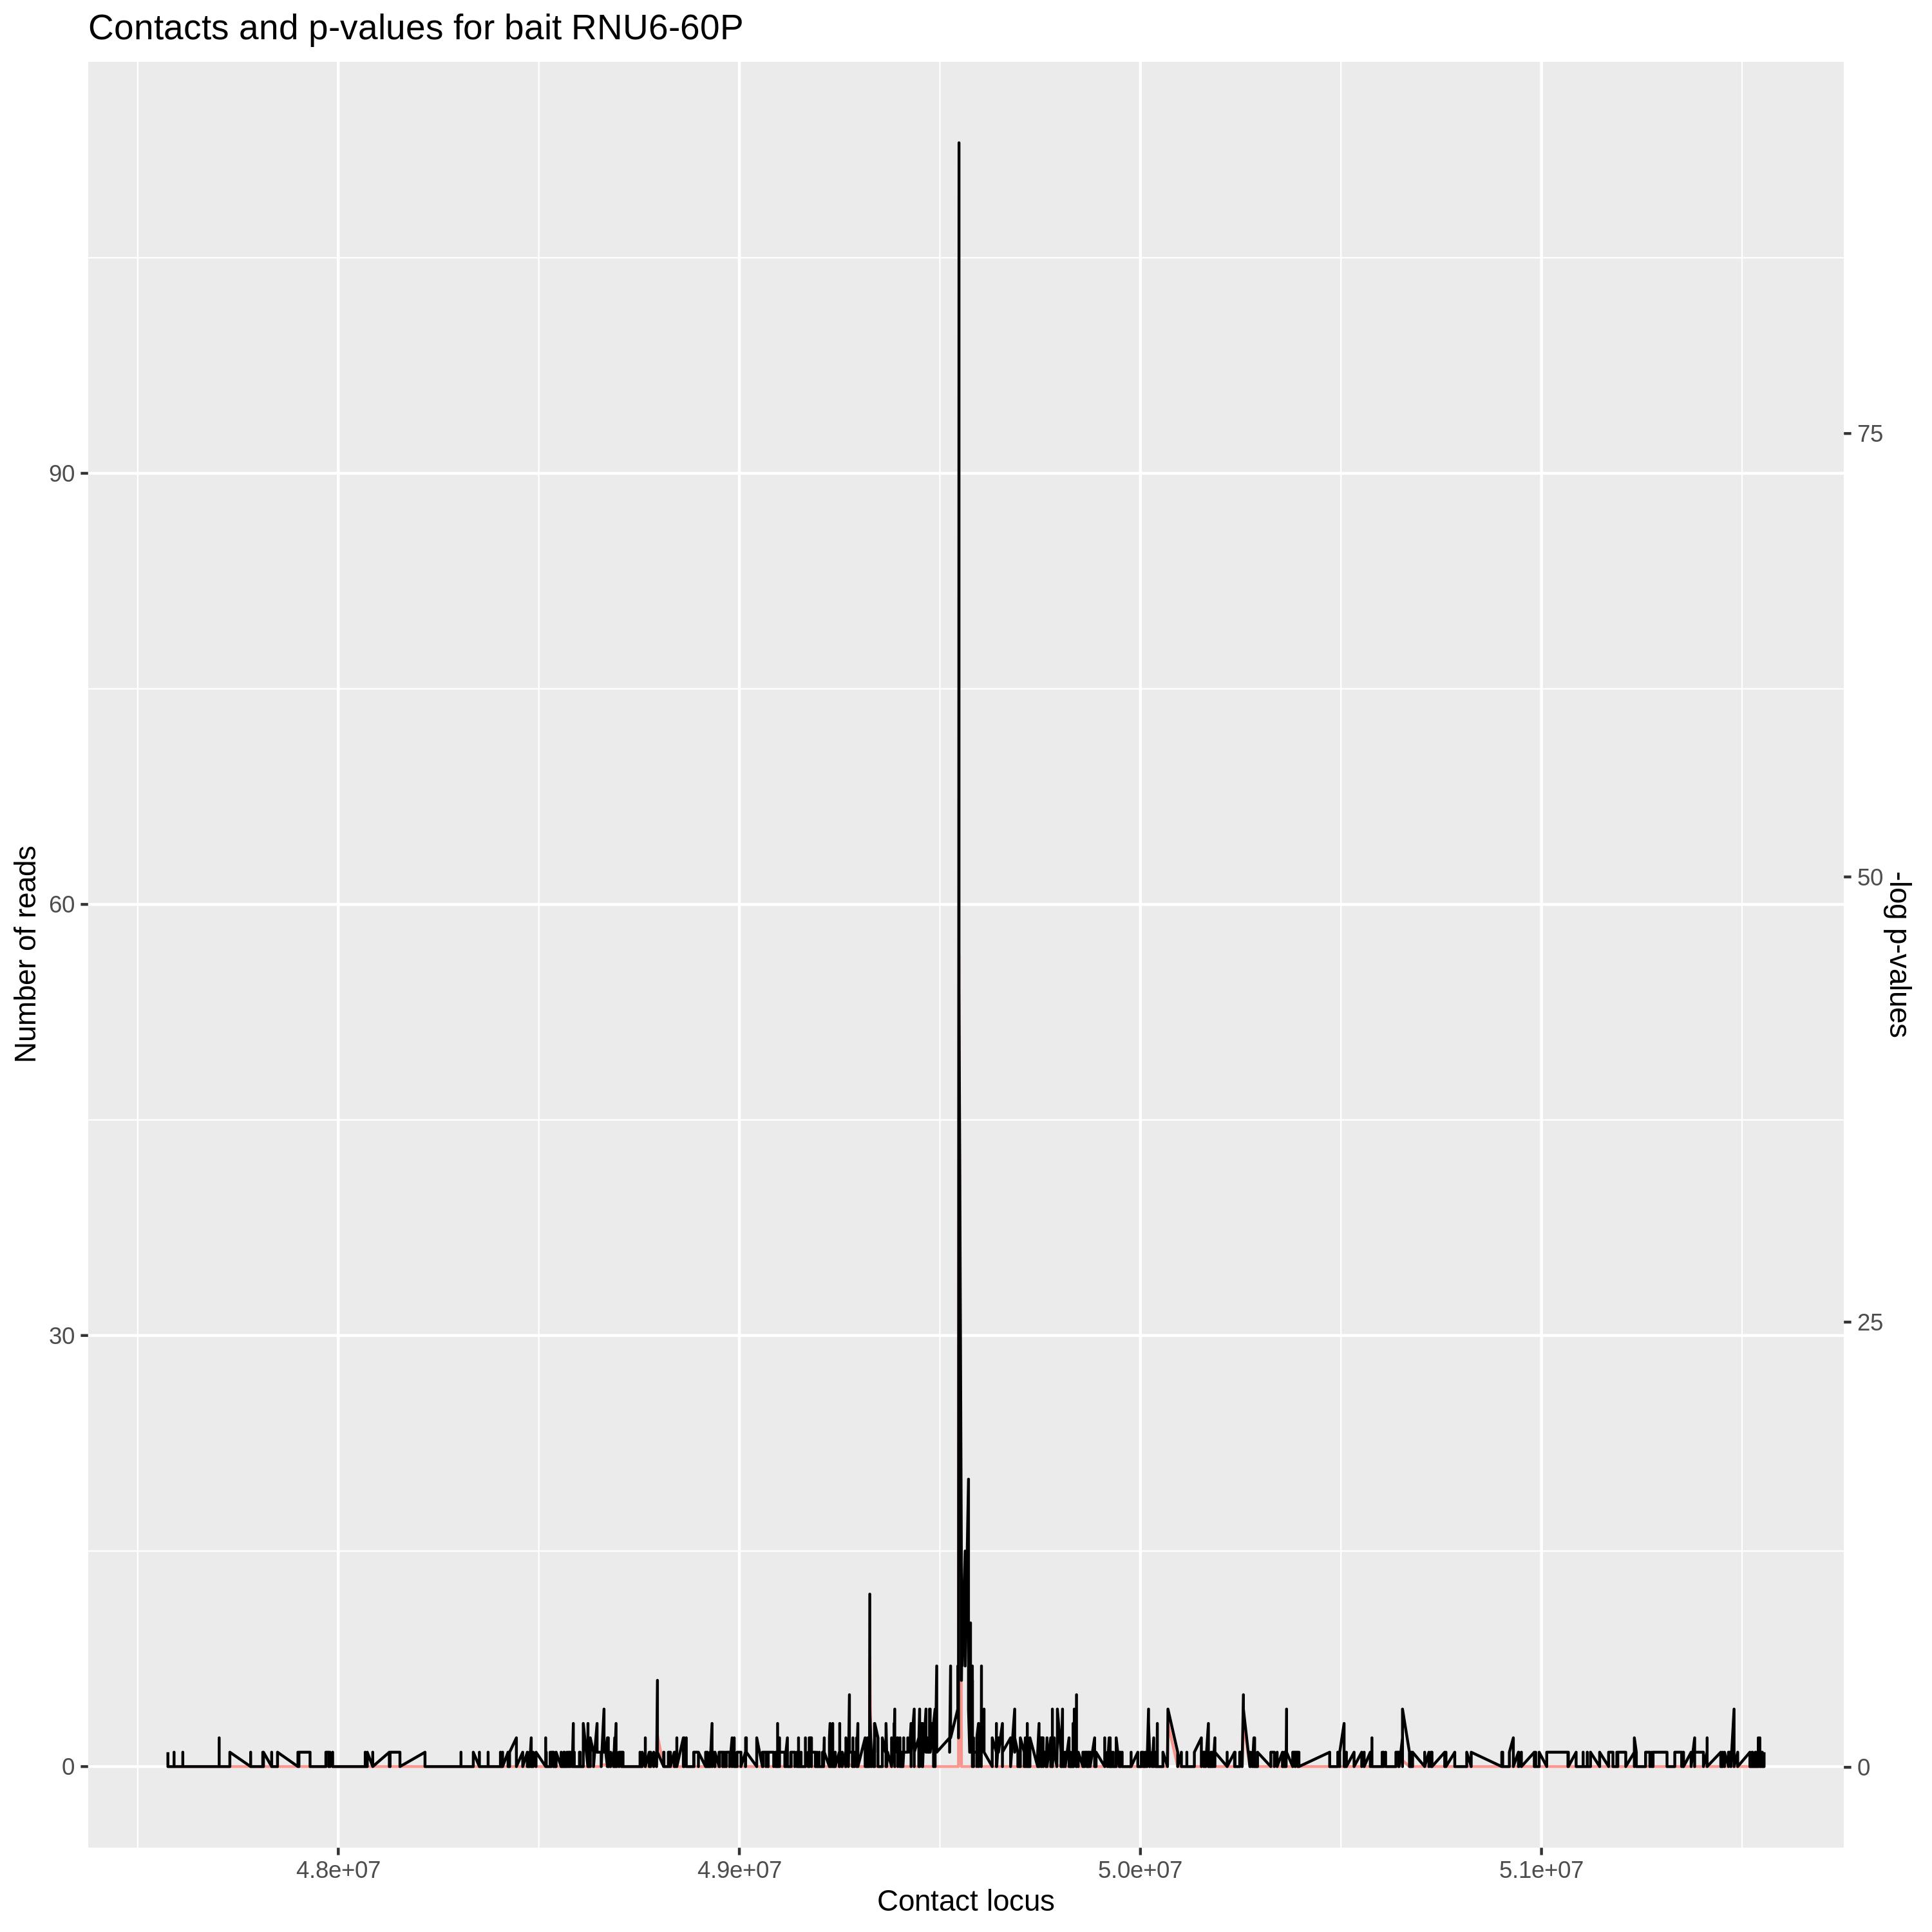 Contacts and p-values for bait RNU6-60P
Number of reads
90
60
30
0
75
50
25
0
-log p-values
4.8e+07
4.9e+07
5.0e+07
5.1e+07
Contact locus